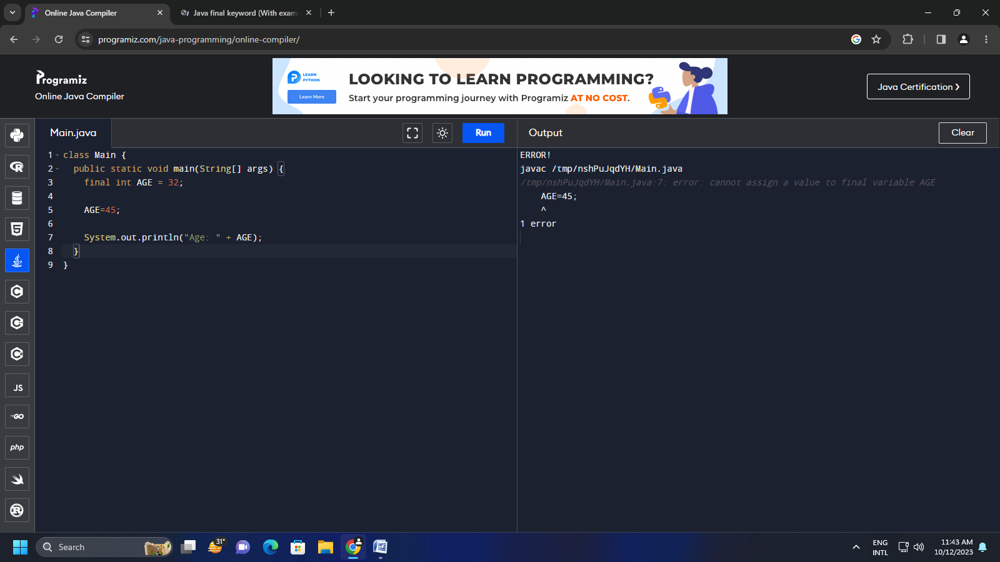 Online Java Compiler
Java final keyword (With exam
programiz.com/java-programming/online-compiler/
Programiz
Online Java Compiler
LEARN
PYTHON
Learn More
LOOKING TO LEARN PROGRAMMING?
Start your programming journey with Programiz AT NO COST.
Java Certification ❯
Main.java
Run
Output
Clear
1 class Main {
2 public static void main(String[] args) {
3 final int AGE = 32;
4
5 AGE=45;
6
7 System.out.println("Age: " + AGE);
8 }
9 }
ERROR!
javac /tmp/nshPuJqdYH/Main.java
/tmp/nshPuJqdYH/Main.java:7: error: cannot assign a value to final variable AGE
AGE=45;
^
1 error
R
5
C
C
C
JS
GO
php
R
31°
Search
W
ENG
INTL
11:43 AM
10/12/2023